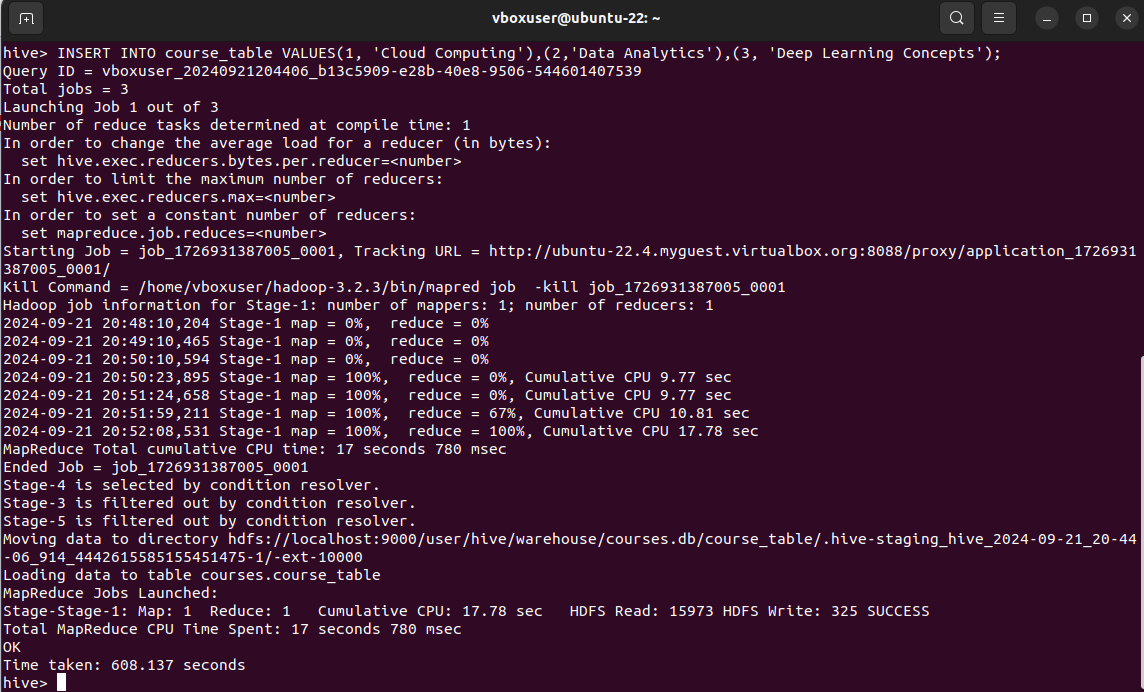 vboxuser@ubuntu-22: ~
hive> INSERT INTO course_table VALUES(1, 'Cloud Computing'),(2,'Data Analytics'),(3, 'Deep Learning Concepts');
Query ID = vboxuser_20240921204406_b13c5909-e28b-40e8-9506-544601407539
Total jobs = 3
Launching Job 1 out of 3
Number of reduce tasks determined at compile time: 1
In order to change the average load for a reducer (in bytes):
  set hive.exec.reducers.bytes.per.reducer=<number>
In order to limit the maximum number of reducers:
  set hive.exec.reducers.max=<number>
In order to set a constant number of reducers:
  set mapreduce.job.reduces=<number>
Starting Job = job_1726931387005_0001, Tracking URL = http://ubuntu-22.4.myguest.virtualbox.org:8088/proxy/application_1726931
387005_0001/
Kill Command = /home/vboxuser/hadoop-3.2.3/bin/mapred job  -kill job_1726931387005_0001
Hadoop job information for Stage-1: number of mappers: 1; number of reducers: 1
2024-09-21 20:48:10,204 Stage-1 map = 0%,  reduce = 0%
2024-09-21 20:49:10,465 Stage-1 map = 0%,  reduce = 0%
2024-09-21 20:50:10,594 Stage-1 map = 0%,  reduce = 0%
2024-09-21 20:50:23,895 Stage-1 map = 100%,  reduce = 0%, Cumulative CPU 9.77 sec
2024-09-21 20:51:24,658 Stage-1 map = 100%,  reduce = 0%, Cumulative CPU 9.77 sec
2024-09-21 20:51:59,211 Stage-1 map = 100%,  reduce = 67%, Cumulative CPU 10.81 sec
2024-09-21 20:52:08,531 Stage-1 map = 100%,  reduce = 100%, Cumulative CPU 17.78 sec
MapReduce Total cumulative CPU time: 17 seconds 780 msec
Ended Job = job_1726931387005_0001
Stage-4 is selected by condition resolver.
Stage-3 is filtered out by condition resolver.
Stage-5 is filtered out by condition resolver.
Moving data to directory hdfs://localhost:9000/user/hive/warehouse/courses.db/course_table/.hive-staging_hive_2024-09-21_20-44
-06_914_4442615585155451475-1/-ext-10000
Loading data to table courses.course_table
MapReduce Jobs Launched:
Stage-Stage-1: Map: 1  Reduce: 1   Cumulative CPU: 17.78 sec   HDFS Read: 15973 HDFS Write: 325 SUCCESS
Total MapReduce CPU Time Spent: 17 seconds 780 msec
OK
Time taken: 608.137 seconds
hive>